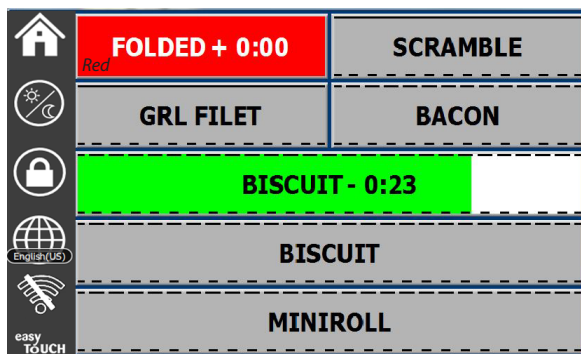 FOLDED + 0:00
Red
SCRAMBLE
GRL FILET
BACON
BISCUIT - 0:23
English(US)
BISCUIT
MINIROLL
easy
TOUCH